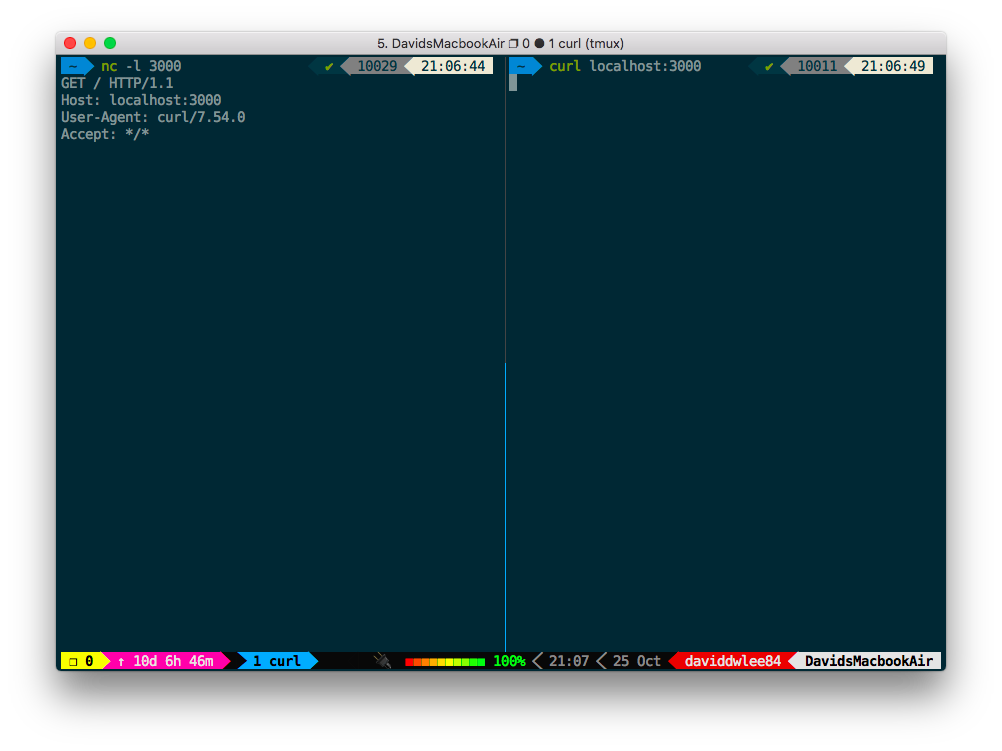 5. DavidsMacbookAir ❐ 0 ● 1 curl (tmux)
~ nc -l 3000 ✔ 10029 21:06:44
GET / HTTP/1.1
Host: localhost:3000
User-Agent: curl/7.54.0
Accept: */*
~ curl localhost:3000 ✔ 10011 21:06:49
❐ 0 ↑ 10d 6h 46m 1 curl 100% 21:07 25 Oct daviddwlee84 DavidsMacbookAir